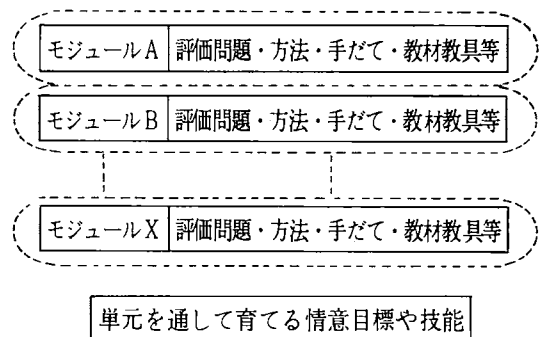 モジュールA 評価問題・方法・手だて・教材教具等
モジュールB 評価問題・方法・手だて・教材教具等
モジュールX 評価問題・方法・手だて・教材教具等
単元を通して育てる情意目標や技能